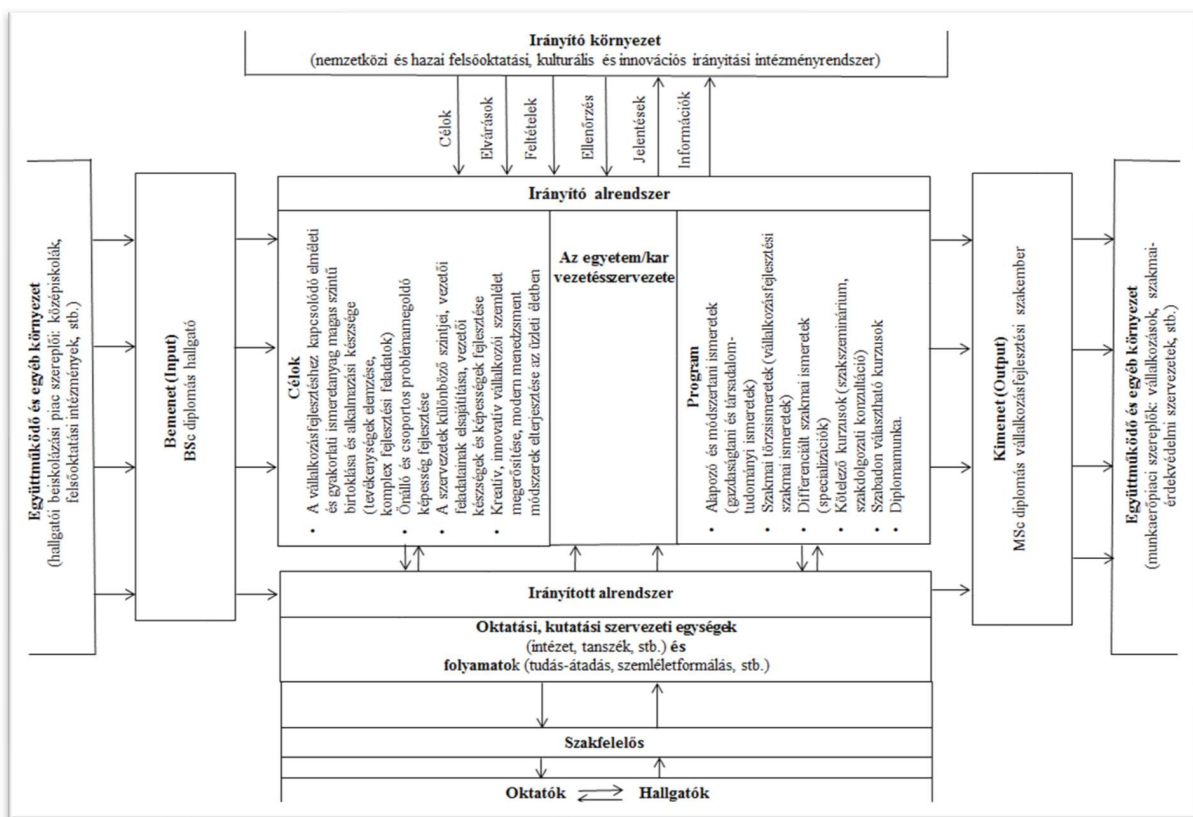 Irányító környezet
(nemzetközi és hazai felsőoktatási, kulturális és innovációs irányítási intézményrendszer)
Célok
Elvárások
Feltételek
Ellenőrzés
Jelentések
Információk
Együttműködő és egyéb környezet
(hallgatói beiskolázási piac szereplői: középiskolák,
felsőoktatási intézmények, stb.)
Bemenet (Input)
BSc diplomás hallgató
Irányító alrendszer
Célok
• A vállalkozásfejlesztéshez kapcsolódó elméleti
és gyakorlati ismeretanyag magas szintű
birtoklása és alkalmazási készsége
(tevékenységek elemzése,
komplex fejlesztési feladatok)
• Önálló és csoportos problémamegoldó
képesség fejlesztése
• A szervezetek különböző szintjei, vezetői
feladatainak elsajátítása, vezetői
készségek és képességek fejlesztése
• Kreatív, innovatív vállalkozói szemlélet
megerősítése, modern menedzsment
módszerek elterjesztése az üzleti életben
Az egyetem/kar
vezetésszervezete
Program
• Alapozó és módszertani ismeretek
(gazdaságtani és társadalom-
tudományi ismeretek)
• Szakmai törzsismeretek (vállalkozásfejlesztési
szakmai ismeretek)
• Differenciált szakmai ismeretek
(specializációk)
• Kötelező kurzusok (szakszeminárium,
szakdolgozati konzultáció)
• Szabadon választható kurzusok
• Diplomamunka.
Kimenet (Output)
MSc diplomás vállalkozásfejlesztési szakember
Együttműködő és egyéb környezet
(munkaerőpiaci szereplők: vállalkozások, szakmai-
érdekvédelmi szervezetek, stb.)
Irányított alrendszer
Oktatási, kutatási szervezeti egységek
(intézet, tanszék, stb.) és
folyamatok (tudás-átadás, szemléletformálás, stb.)
Szakfelelős
Oktatók
Hallgatók